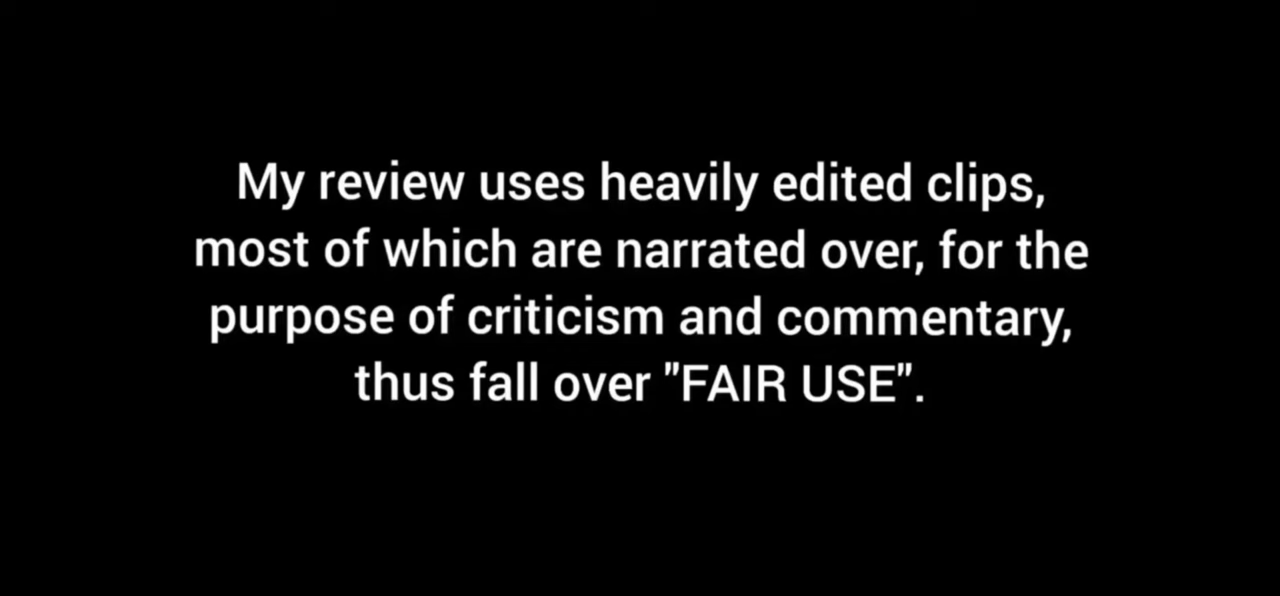 My review uses heavily edited clips,
most of which are narrated over, for the
purpose of criticism and commentary,
thus fall over "FAIR USE".